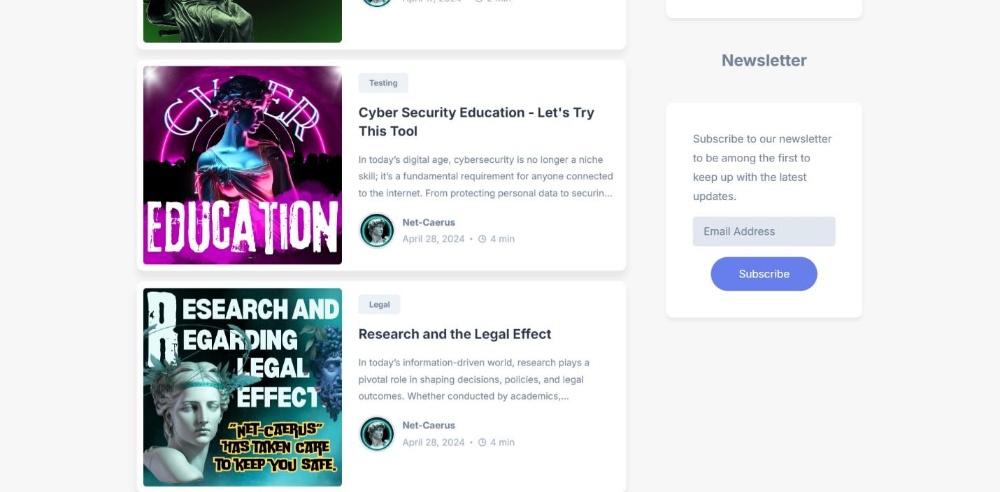 April 17, 2024 • 2 min
CYBER
EDUCATION
Testing
Cyber Security Education - Let's Try
This Tool
In today’s digital age, cybersecurity is no longer a niche
skill; it’s a fundamental requirement for anyone connected
to the internet. From protecting personal data to securin...
Net-Caerus
April 28, 2024 • 4 min
RESEARCH AND
REGARDING
LEGAL
EFFECT.
"NET-CAERUS"
HAS TAKEN CARE
TO KEEP YOU SAFE.
Legal
Research and the Legal Effect
In today’s information-driven world, research plays a
pivotal role in shaping decisions, policies, and legal
outcomes. Whether conducted by academics,...
Net-Caerus
April 28, 2024 • 4 min
Newsletter
Subscribe to our newsletter
to be among the first to
keep up with the latest
updates.
Email Address
Subscribe